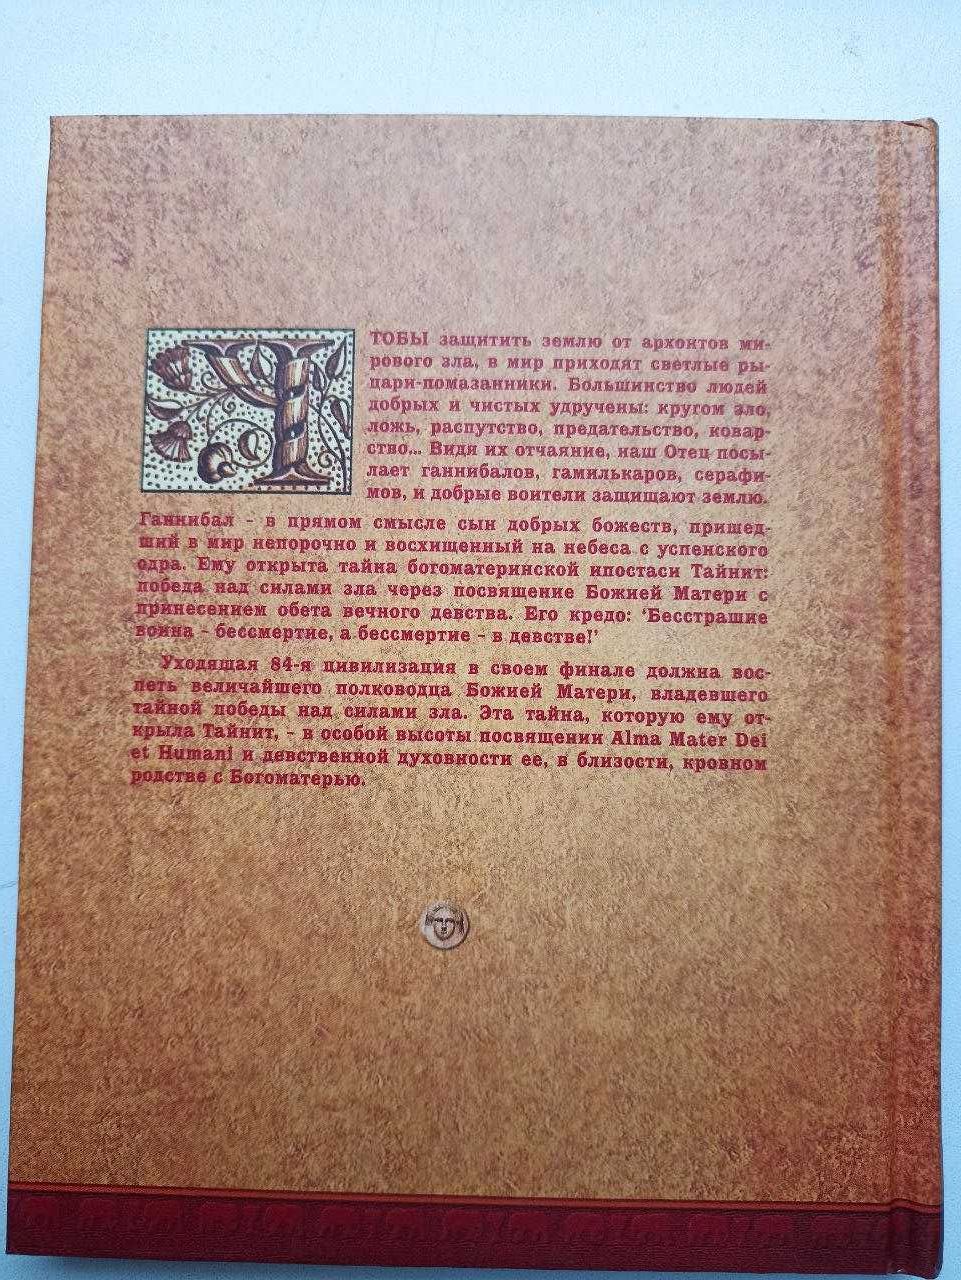 ЧТОБЫ защитить землю от архонтов ми-
рового зла, в мир приходят светлые ры-
цари-помазанники. Большинство людей
добрых и чистых удручены: кругом зло,
ложь, распутство, предательство, ковар-
ство... Видя их отчаяние, наш Отец посы-
лает ганнибалов, гамилькаров, серафи-
мов, и добрые воители защищают землю.
Ганнибал - в прямом смысле сын добрых божеств, пришед-
ший в мир непорочно и восхищенный на небеса с успенского
одра. Ему открыта тайна богоматеринской ипостаси Тайнит:
победа над силами зла через посвящение Божией Матери с
принесением обета вечного девства. Его кредо: 'Бесстрашие
воина - бессмертие, а бессмертие - в девстве!'
Уходящая 84-я цивилизация в своем финале должна вос-
петь величайшего полководца Божией Матери, владевшего
тайной победы над силами зла. Эта тайна, которую ему от-
крыла Тайнит, - в особой высоты посвящении Alma Mater Dei
et Humani и девственной духовности ее, в близости, кровном
родстве с Богоматерью.